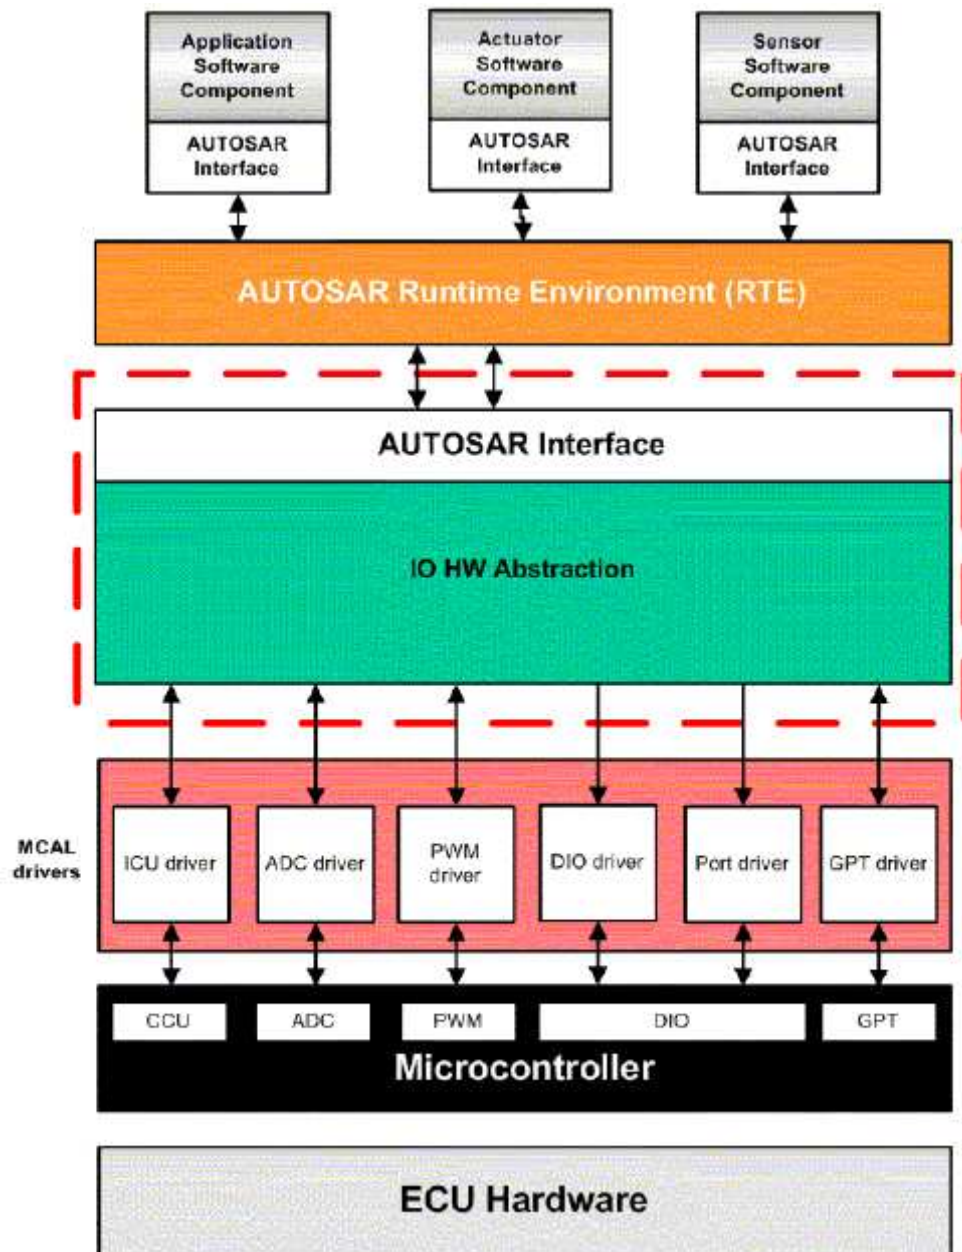 Application
Software
Component
AUTOSAR
Interface
Actuator
Software
Component
AUTOSAR
Interface
Sensor
Software
Component
AUTOSAR
Interface
AUTOSAR Runtime Environment (RTE)
AUTOSAR Interface
IO HW Abstraction
MCAL
drivers
ICU driver
ADC driver
PWM
driver
DIO driver
Port driver
GPT driver
CCU
ADC
PWM
DIO
GPT
Microcontroller
ECU Hardware